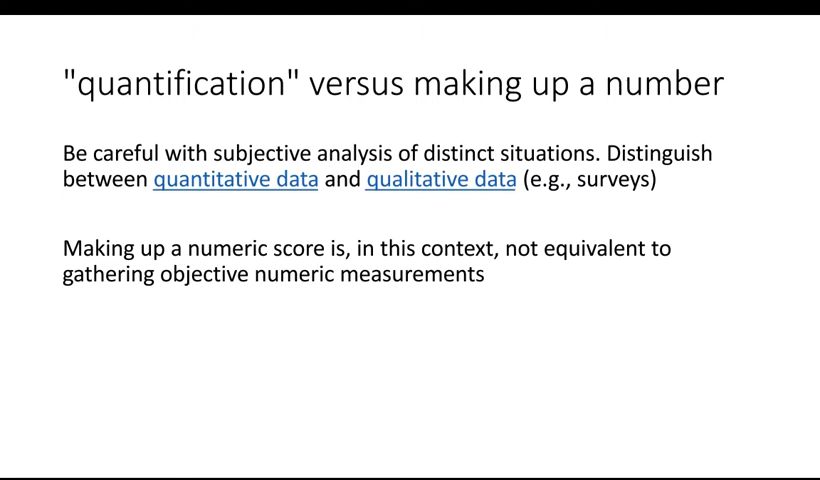 "quantification" versus making up a number
Be careful with subjective analysis of distinct situations. Distinguish
between quantitative data and qualitative data (e.g., surveys)
Making up a numeric score is, in this context, not equivalent to
gathering objective numeric measurements